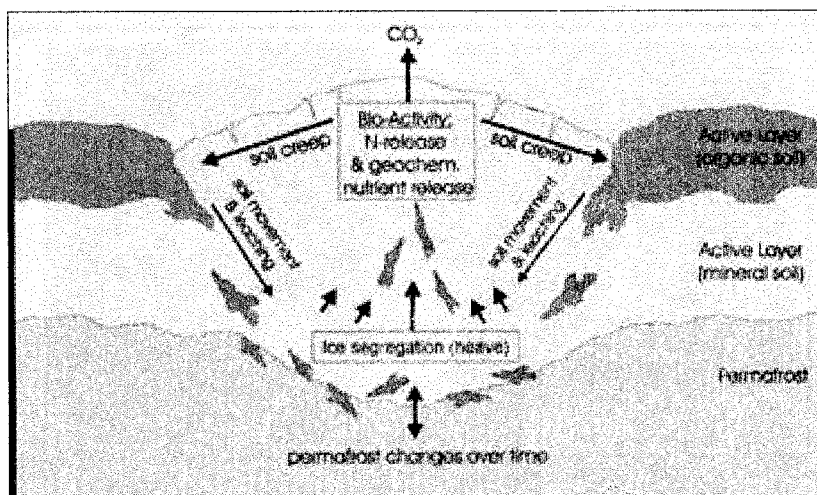 CO₂
Bio-Activity:
N-release
& geochem.
nutrient release
soil creep
soil creep
Active Layer
(organic soil)
soil movement
& leaching
soil movement
& leaching
Active Layer
(mineral soil)
Ice segregation (heave)
Permafrost
permafrost changes over time